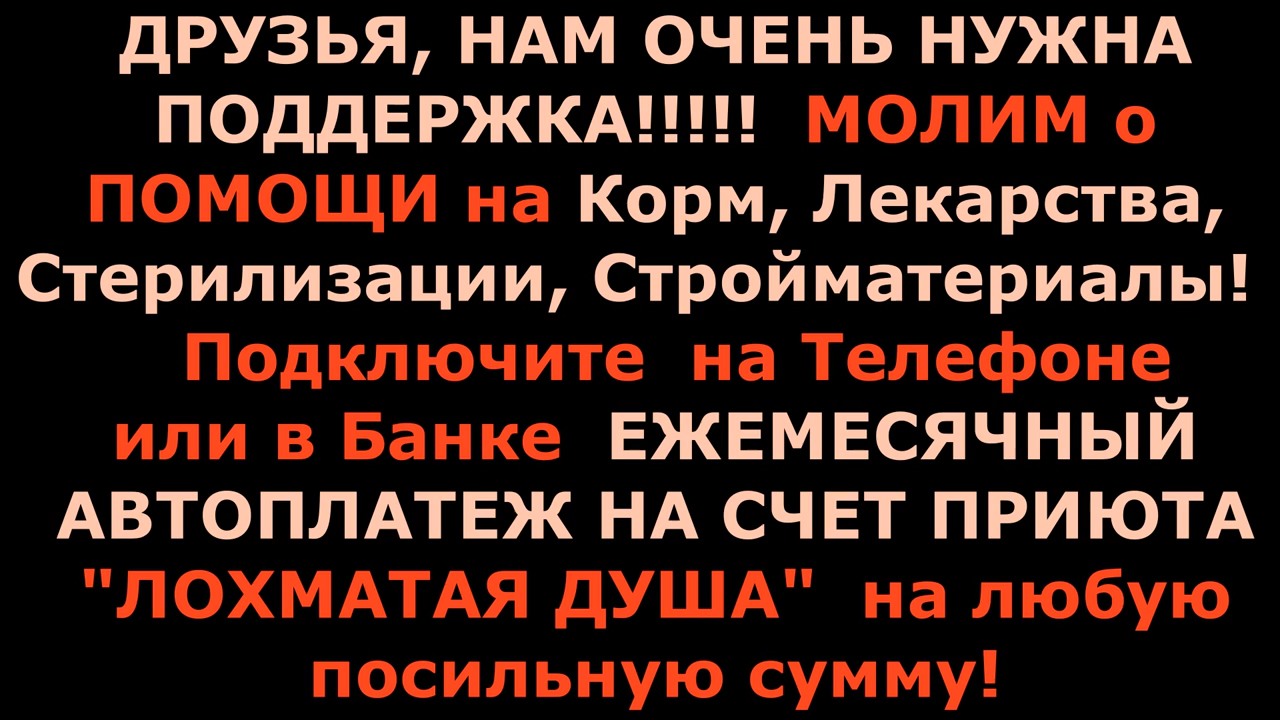 ДРУЗЬЯ, НАМ ОЧЕНЬ НУЖНА
ПОДДЕРЖКА!!!!! МОЛИМ о
ПОМОЩИ на Корм, Лекарства,
Стерилизации, Стройматериалы!
Подключите на Телефоне
или в Банке ЕЖЕМЕСЯЧНЫЙ
АВТОПЛАТЕЖ НА СЧЕТ ПРИЮТА
"ЛОХМАТАЯ ДУША" на любую
посильную сумму!